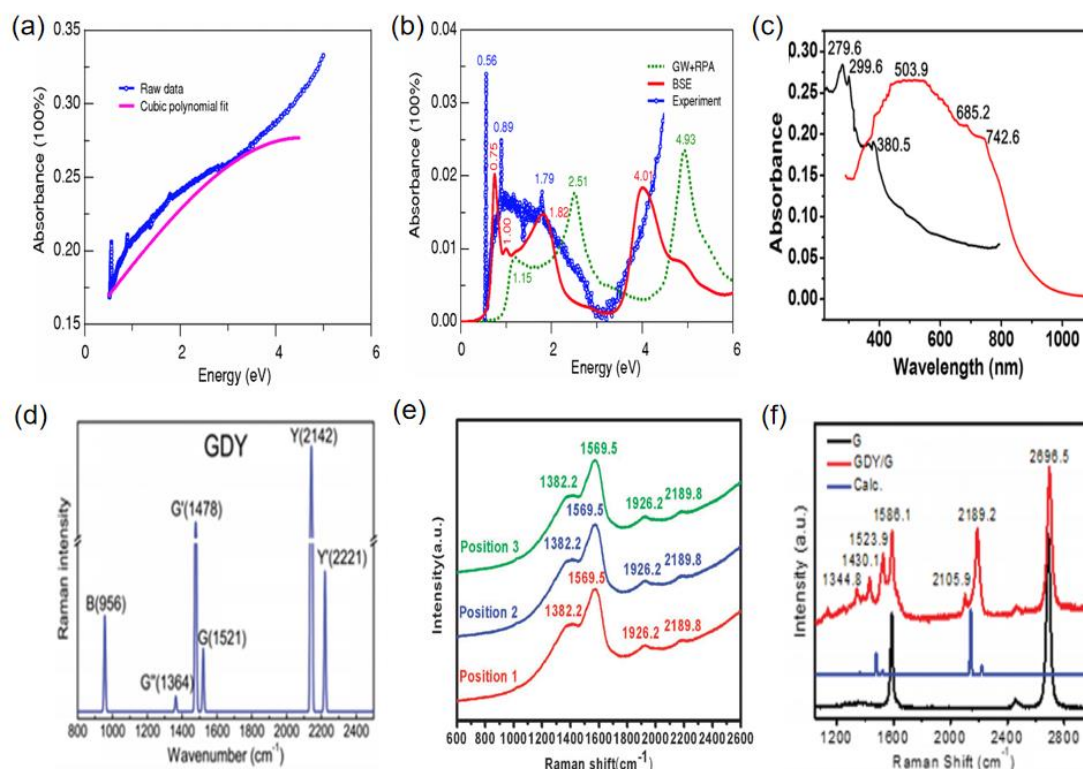 (a)
0.35
0.30
0.25
0.20
0.15
Absorbance (100%)
Raw data
Cubic polynomial fit
0 2 4 6
Energy (eV)
(b)
0.04
0.03
0.02
0.01
0.00
Absorbance (100%)
GW+RPA
BSE
Experiment
0.56
0.89
0.75
1.00
1.15
1.79
1.82
2.51
4.01
4.93
0 2 4 6
Energy (eV)
(c)
0.30
0.25
0.20
0.15
0.10
0.05
0.00
Absorbance
279.6
299.6
380.5
503.9
685.2
742.6
400 600 800 1000
Wavelength (nm)
(d)
GDY
Raman intensity
B(956)
G''(1364)
G'(1478)
G(1521)
Y(2142)
Y'(2221)
800 1200 1600 2000 2400
Wavenumber (cm-1)
(e)
Intensity(a.u.)
1569.5
1382.2
1926.2
2189.8
Position 3
1569.5
1382.2
1926.2
2189.8
Position 2
1569.5
1382.2
1926.2
2189.8
Position 1
600 800 1000 1200 1400 1600 1800 2000 2200 2400 2600
Raman shift(cm-1)
(f)
G
GDY/G
Calc.
Intensity (a.u.)
2696.5
1586.1
2189.2
1523.9
1430.1
1344.8
2105.9
1200 1600 2000 2400 2800
Raman Shift (cm-1)